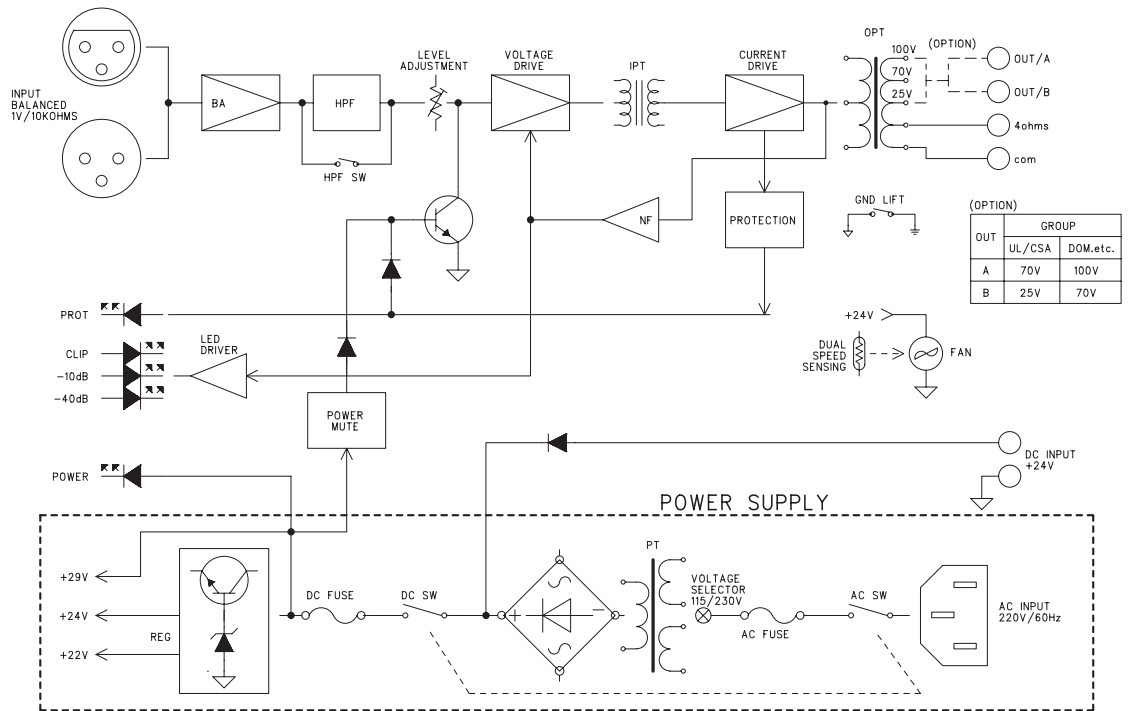 INPUT
BALANCED
1V/10KOHMS
BA
HPF
HPF SW
LEVEL
ADJUSTMENT
VOLTAGE
DRIVE
IPT
CURRENT
DRIVE
OPT
100V
70V
25V
(OPTION)
OUT/A
OUT/B
4ohms
com
NF
PROTECTION
GND LIFT
(OPTION)
OUT GROUP
UL/CSA DOM.etc.
A 70V 100V
B 25V 70V
PROT
CLIP
-10dB
-40dB
LED
DRIVER
POWER
MUTE
+24V
DUAL
SPEED
SENSING
FAN
POWER
DC INPUT
+24V
POWER SUPPLY
+29V
+24V
+22V
REG
DC FUSE
DC SW
+
-
PT
VOLTAGE
SELECTOR
115/230V
AC FUSE
AC SW
AC INPUT
220V/60Hz